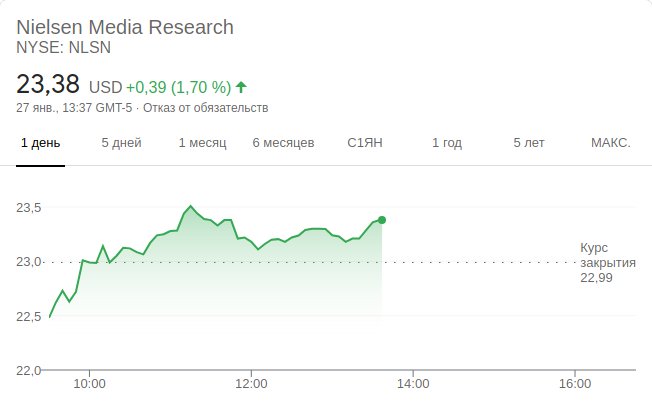 Nielsen Media Research
NYSE: NLSN
23,38 USD +0,39 (1,70 %)
27 янв., 13:37 GMT-5 · Отказ от обязательств
1 день 5 дней 1 месяц 6 месяцев С1ЯН 1 год 5 лет МАКС.
23,5
Курс
23,0 закрытия
22,99
22,5
22,0
10:00 12:00 14:00 16:00